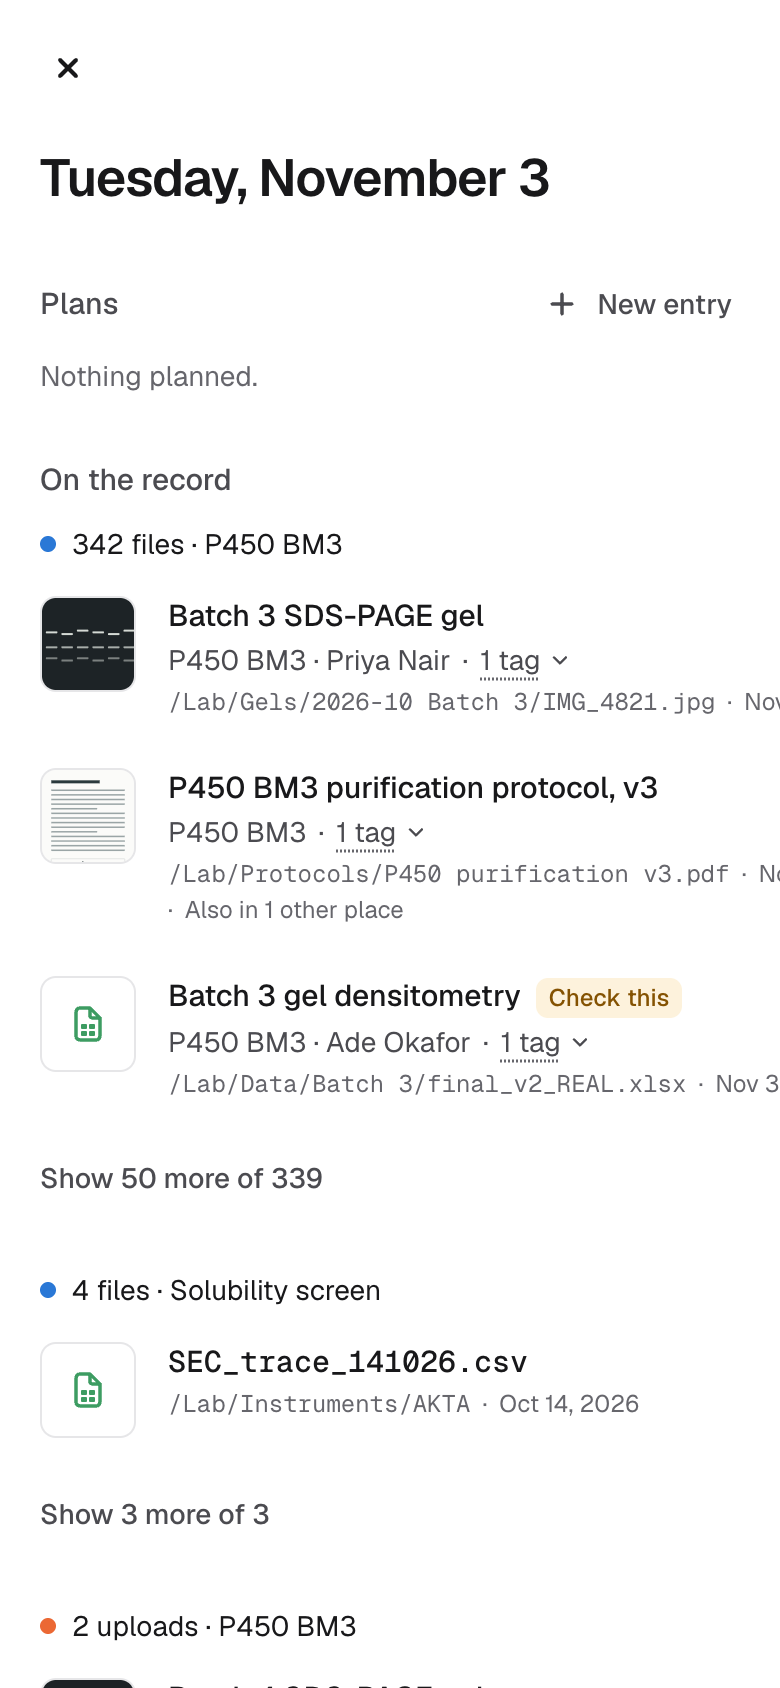 Tuesday, November 3
Plans
New entry
Nothing planned.
On the record
342 files · P450 BM3
Batch 3 SDS-PAGE gel
P450 BM3 · Priya Nair · 1 tag
/Lab/Gels/2026-10 Batch 3/IMG_4821.jpg ·
P450 BM3 purification protocol, v3
P450 BM3 · 1 tag
/Lab/Protocols/P450 purification v3.pdf ·
· Also in 1 other place
Batch 3 gel densitometry Check this
P450 BM3 · Ade Okafor · 1 tag
/Lab/Data/Batch 3/final_v2_REAL.xlsx · Nov 3
Show 50 more of 339
4 files · Solubility screen
SEC_trace_141026.csv
/Lab/Instruments/AKTA · Oct 14, 2026
Show 3 more of 3
2 uploads · P450 BM3